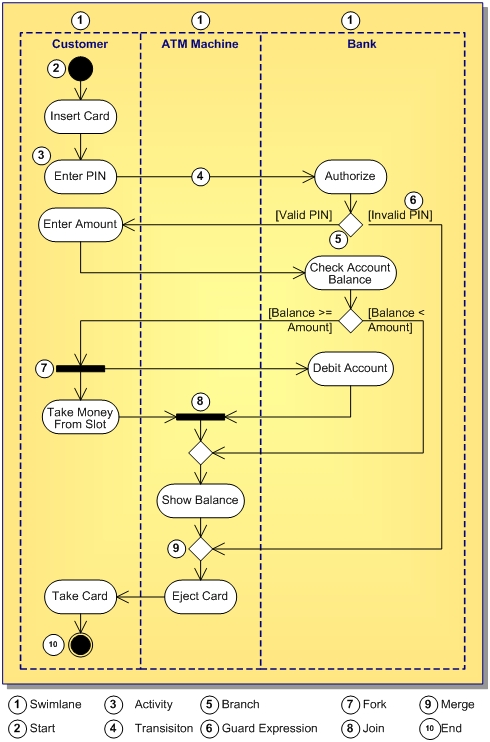 1 1 1
Customer ATM Machine Bank
2
Insert Card
3
Enter PIN 4 Authorize
6
[Valid PIN] [Invalid PIN]
Enter Amount
5
Check Account
Balance
[Balance >= [Balance <
Amount] Amount]
7 Debit Account
8
Take Money
From Slot
Show Balance
9
Take Card Eject Card
10
1 Swimlane 3 Activity 5 Branch 7 Fork 9 Merge
2 Start 4 Transisiton 6 Guard Expression 8 Join 10 End